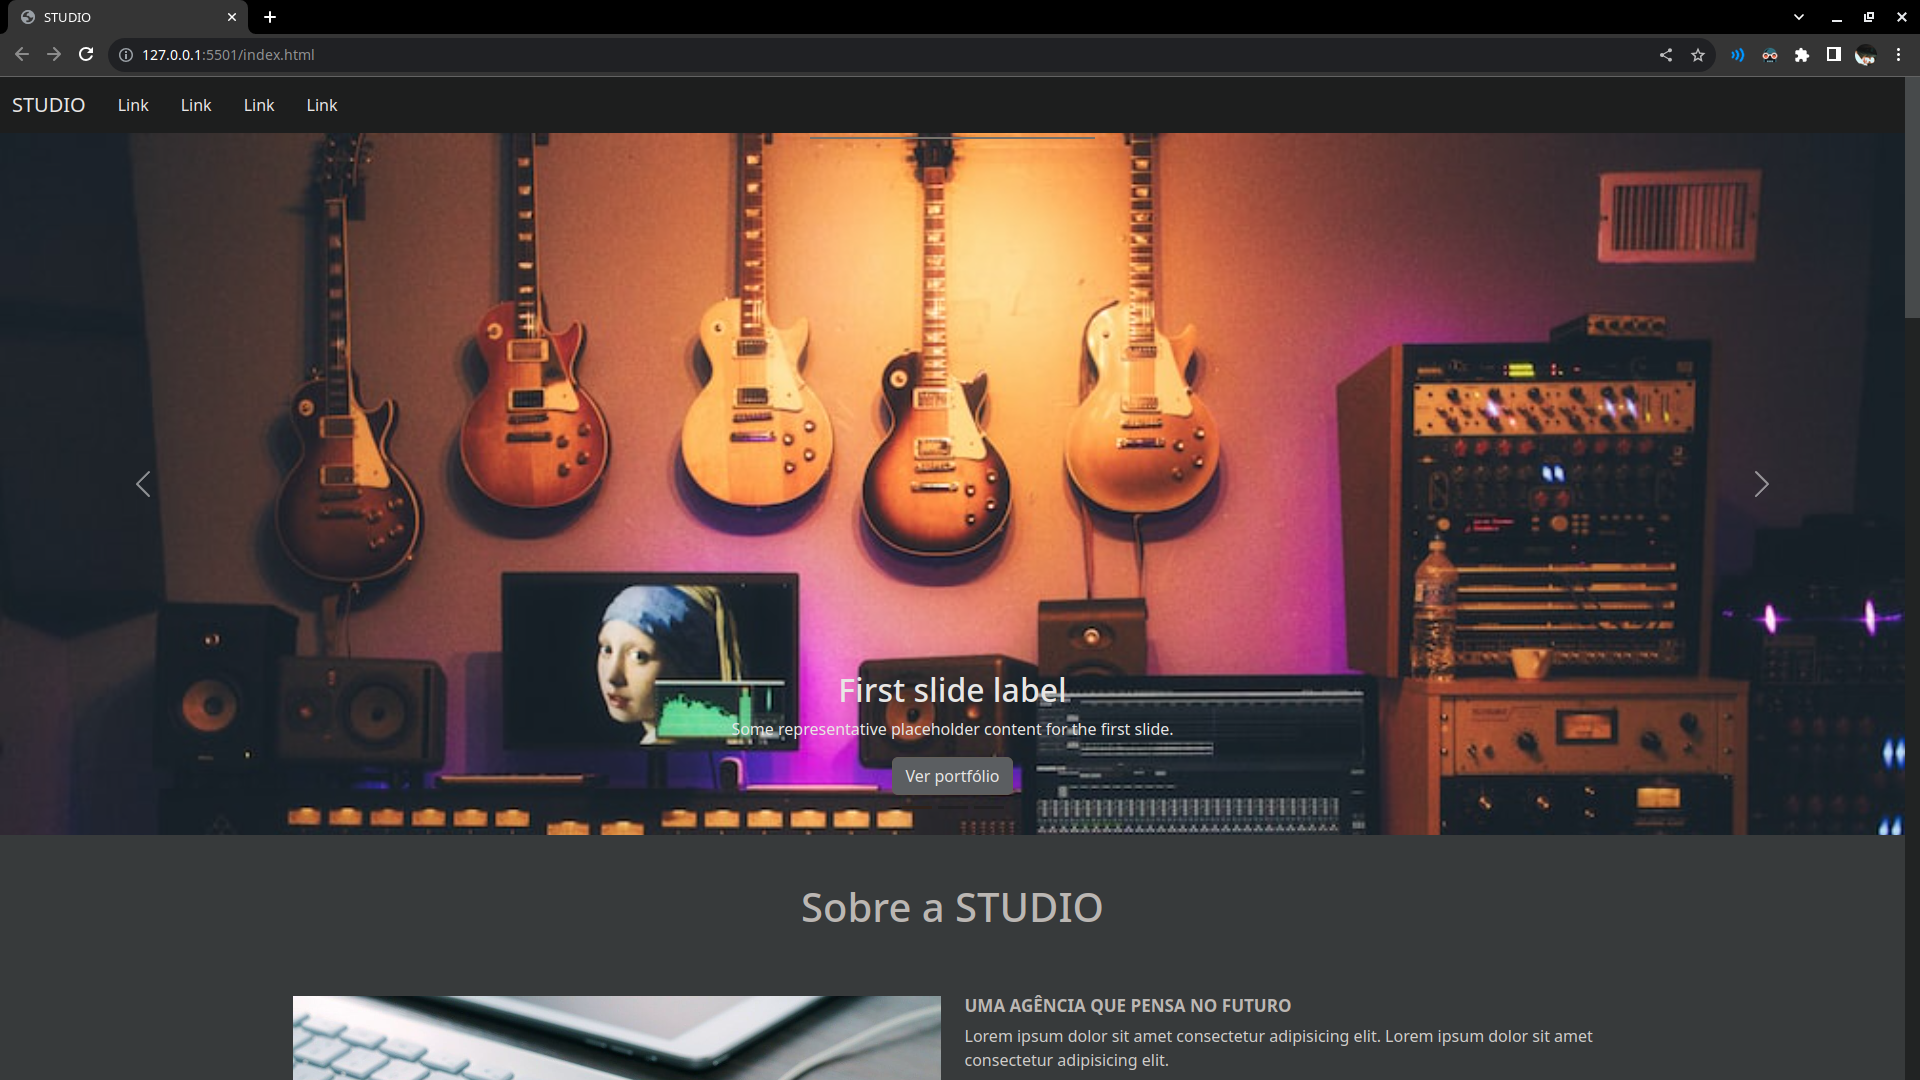 STUDIO
127.0.0.1:5501/index.html
STUDIO Link Link Link Link
First slide label
Some representative placeholder content for the first slide.
Ver portfólio
Sobre a STUDIO
UMA AGÊNCIA QUE PENSA NO FUTURO
Lorem ipsum dolor sit amet consectetur adipisicing elit. Lorem ipsum dolor sit amet
consectetur adipisicing elit.